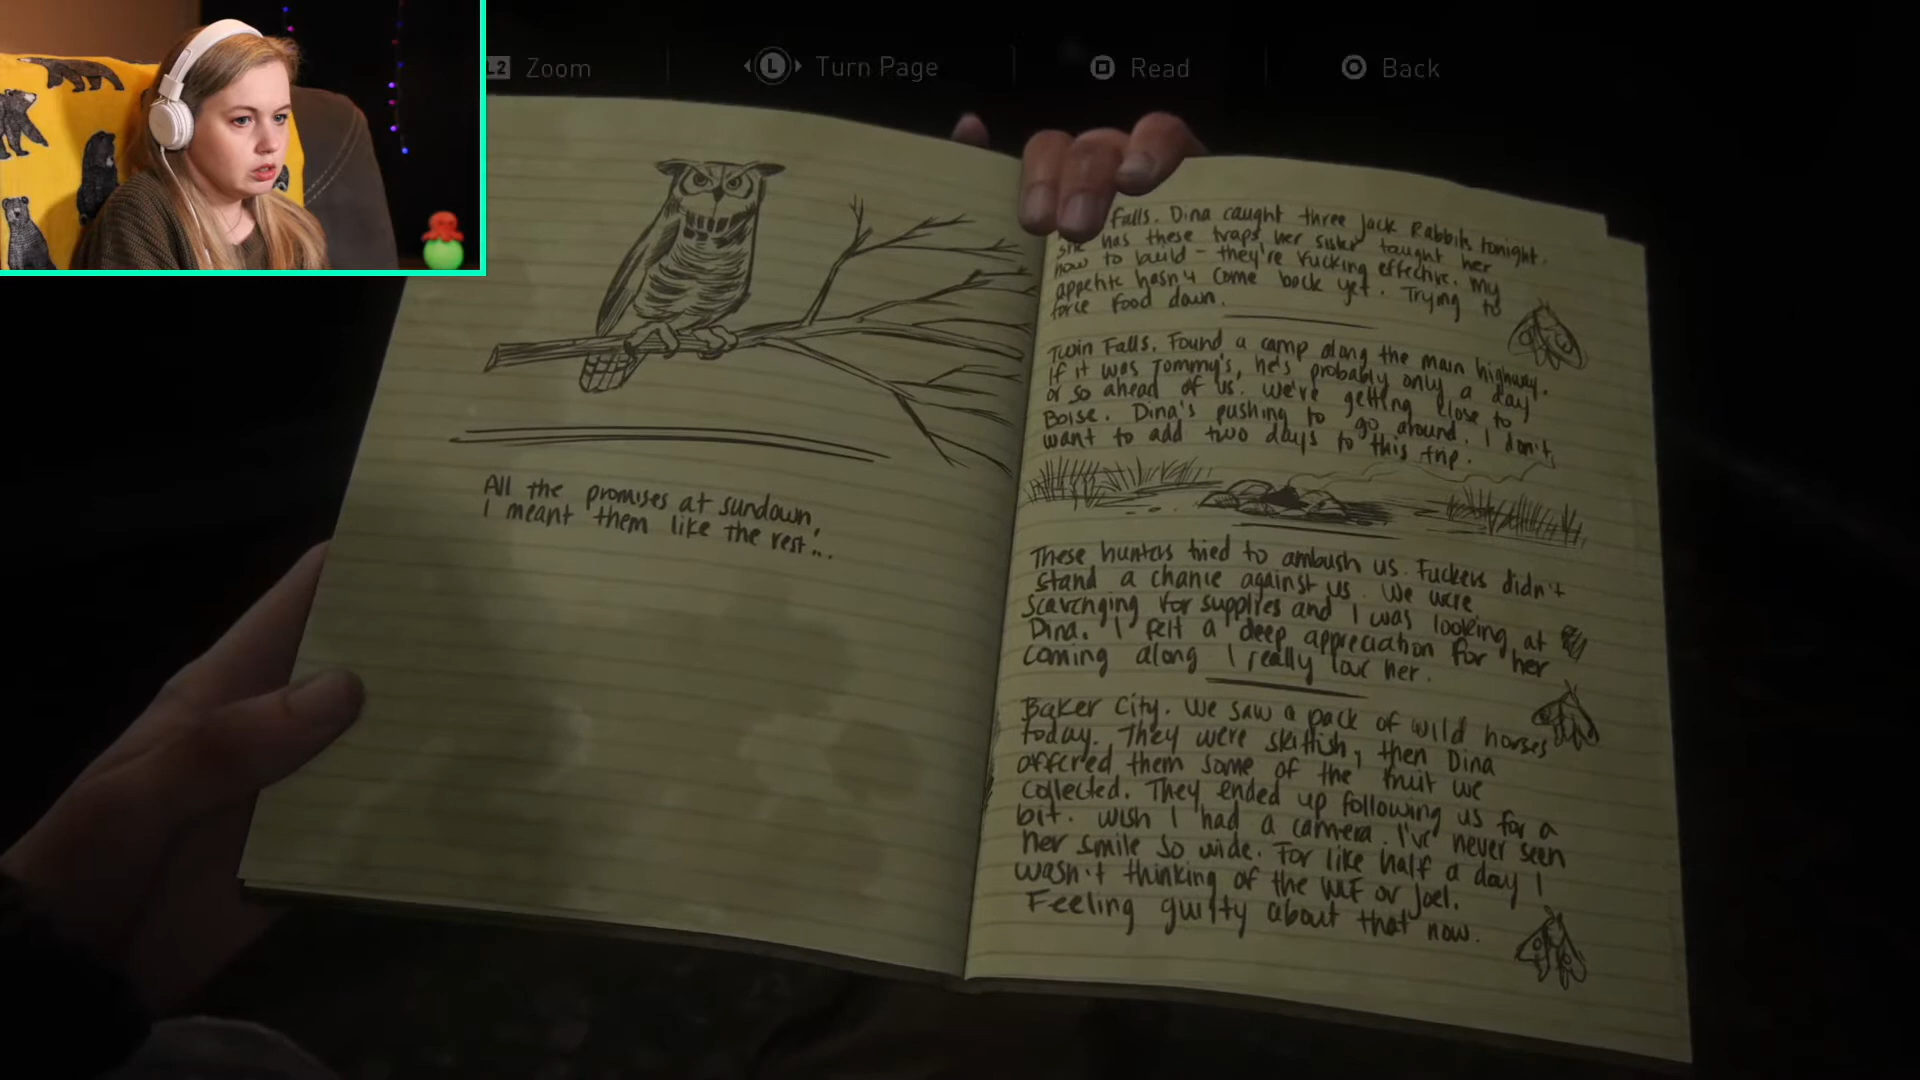 L2 Zoom
L Turn Page
Read
Back
All the promises at sundown,
I meant them like the rest...
Falls. Dina caught three Jack Rabbits tonight.
she has these traps her sister taught her
how to build - they're fucking effective. My
appetite hasn't come back yet. Trying to
force food down.
Twin Falls. Found a camp along the main highway.
If it was Tommy's, he's probably only a day
or so ahead of us. We're getting close to
Boise. Dina's pushing to go around. I don't
want to add two days to this trip.
These hunters tried to ambush us. Fuckers didn't
stand a chance against us. We were
scavenging for supplies and I was looking at
Dina. I felt a deep appreciation for her
coming along I really love her.
Baker City. We saw a pack of wild horses
today. They were skittish, then Dina
offered them some of the fruit we
collected. They ended up following us for a
bit. Wish I had a camera. I've never seen
her smile so wide. For like half a day I
wasn't thinking of the WLF or Joel.
Feeling guilty about that now.